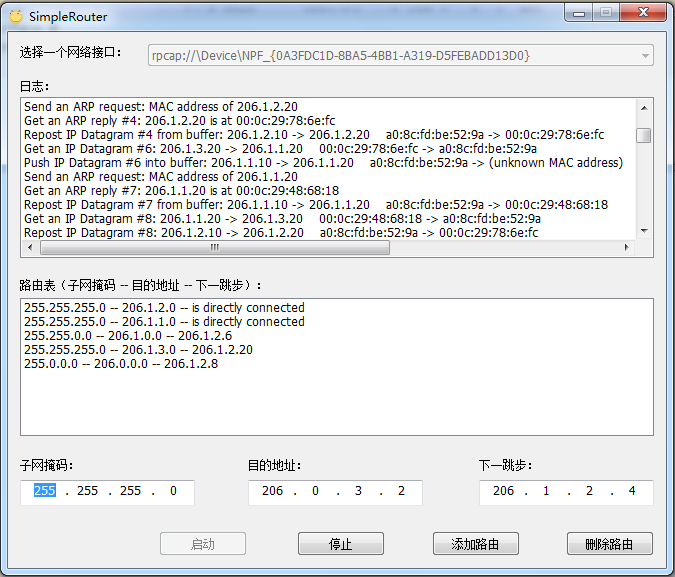 SimpleRouter
选择一个网络接口： rpcap://\Device\NPF_{0A3FDC1D-8BA5-4BB1-A319-D5FEBADD13D0}
日志：
Send an ARP request: MAC address of 206.1.2.20
Get an ARP reply #4: 206.1.2.20 is at 00:0c:29:78:6e:fc
Repost IP Datagram #4 from buffer: 206.1.2.10 -> 206.1.2.20 a0:8c:fd:be:52:9a -> 00:0c:29:78:6e:fc
Get an IP Datagram #6: 206.1.3.20 -> 206.1.1.20 00:0c:29:78:6e:fc -> a0:8c:fd:be:52:9a
Push IP Datagram #6 into buffer: 206.1.1.10 -> 206.1.1.20 a0:8c:fd:be:52:9a -> (unknown MAC address)
Send an ARP request: MAC address of 206.1.1.20
Get an ARP reply #7: 206.1.1.20 is at 00:0c:29:48:68:18
Repost IP Datagram #7 from buffer: 206.1.1.10 -> 206.1.1.20 a0:8c:fd:be:52:9a -> 00:0c:29:48:68:18
Get an IP Datagram #8: 206.1.1.20 -> 206.1.3.20 00:0c:29:48:68:18 -> a0:8c:fd:be:52:9a
Repost IP Datagram #8: 206.1.2.10 -> 206.1.2.20 a0:8c:fd:be:52:9a -> 00:0c:29:78:6e:fc
路由表（子网掩码 -- 目的地址 -- 下一跳步）：
255.255.255.0 -- 206.1.2.0 -- is directly connected
255.255.255.0 -- 206.1.1.0 -- is directly connected
255.255.0.0 -- 206.1.0.0 -- 206.1.2.6
255.255.255.0 -- 206.1.3.0 -- 206.1.2.20
255.0.0.0 -- 206.0.0.0 -- 206.1.2.8
子网掩码： 目的地址： 下一跳步：
255 . 255 . 255 . 0 206 . 0 . 3 . 2 206 . 1 . 2 . 4
启动 停止 添加路由 删除路由